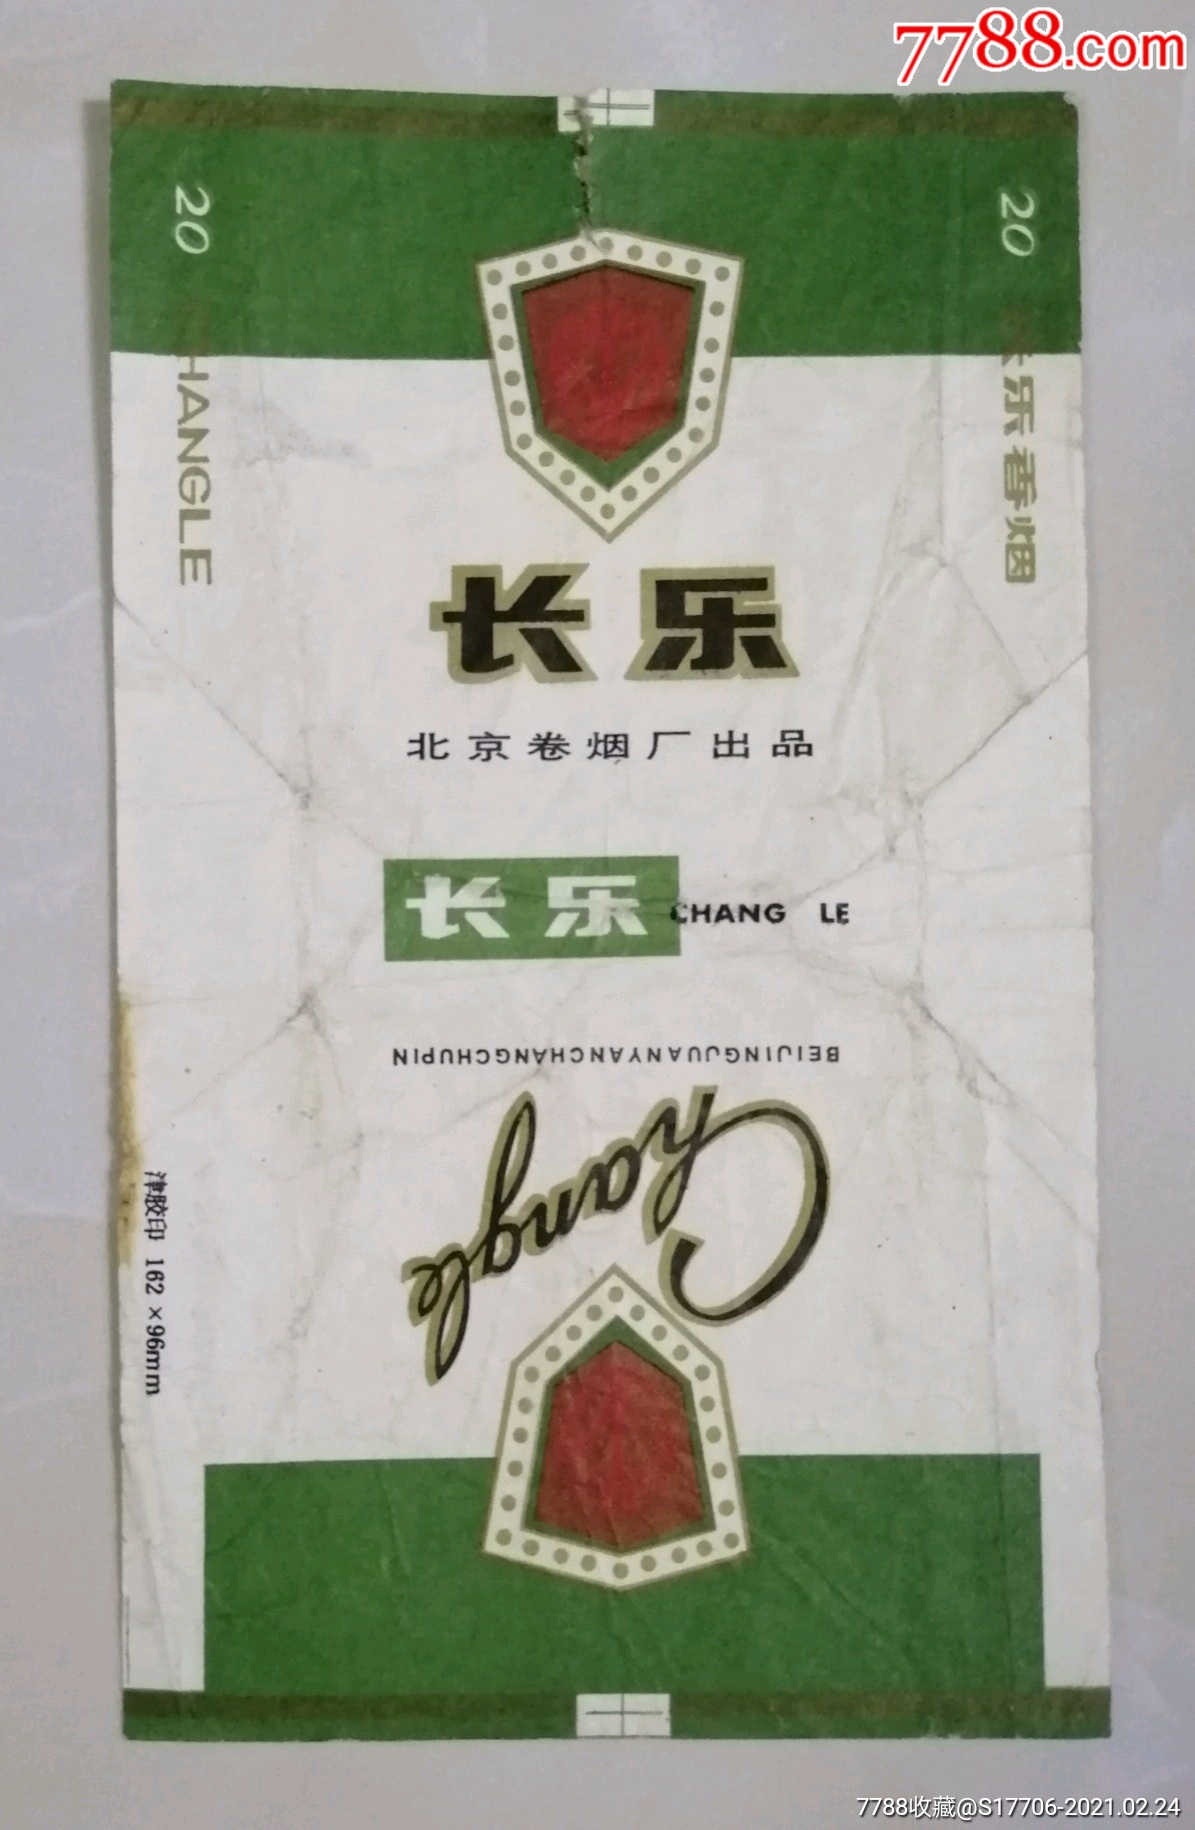 7788.com
20
20
CHANGLE
长乐香烟
长乐
北京卷烟厂出品
长乐 CHANG LE
BEIJINGJUANYANCHANGCHUPIN
Changle
津胶印 162×96mm
7788收藏@S17706-2021.02.24